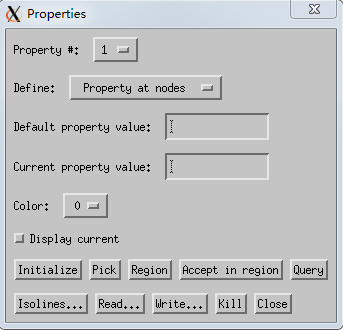 Properties
Property #: 1
Define: Property at nodes
Default property value:
Current property value:
Color: 0
Display current
Initialize Pick Region Accept in region Query
Isolines... Read... Write... Kill Close